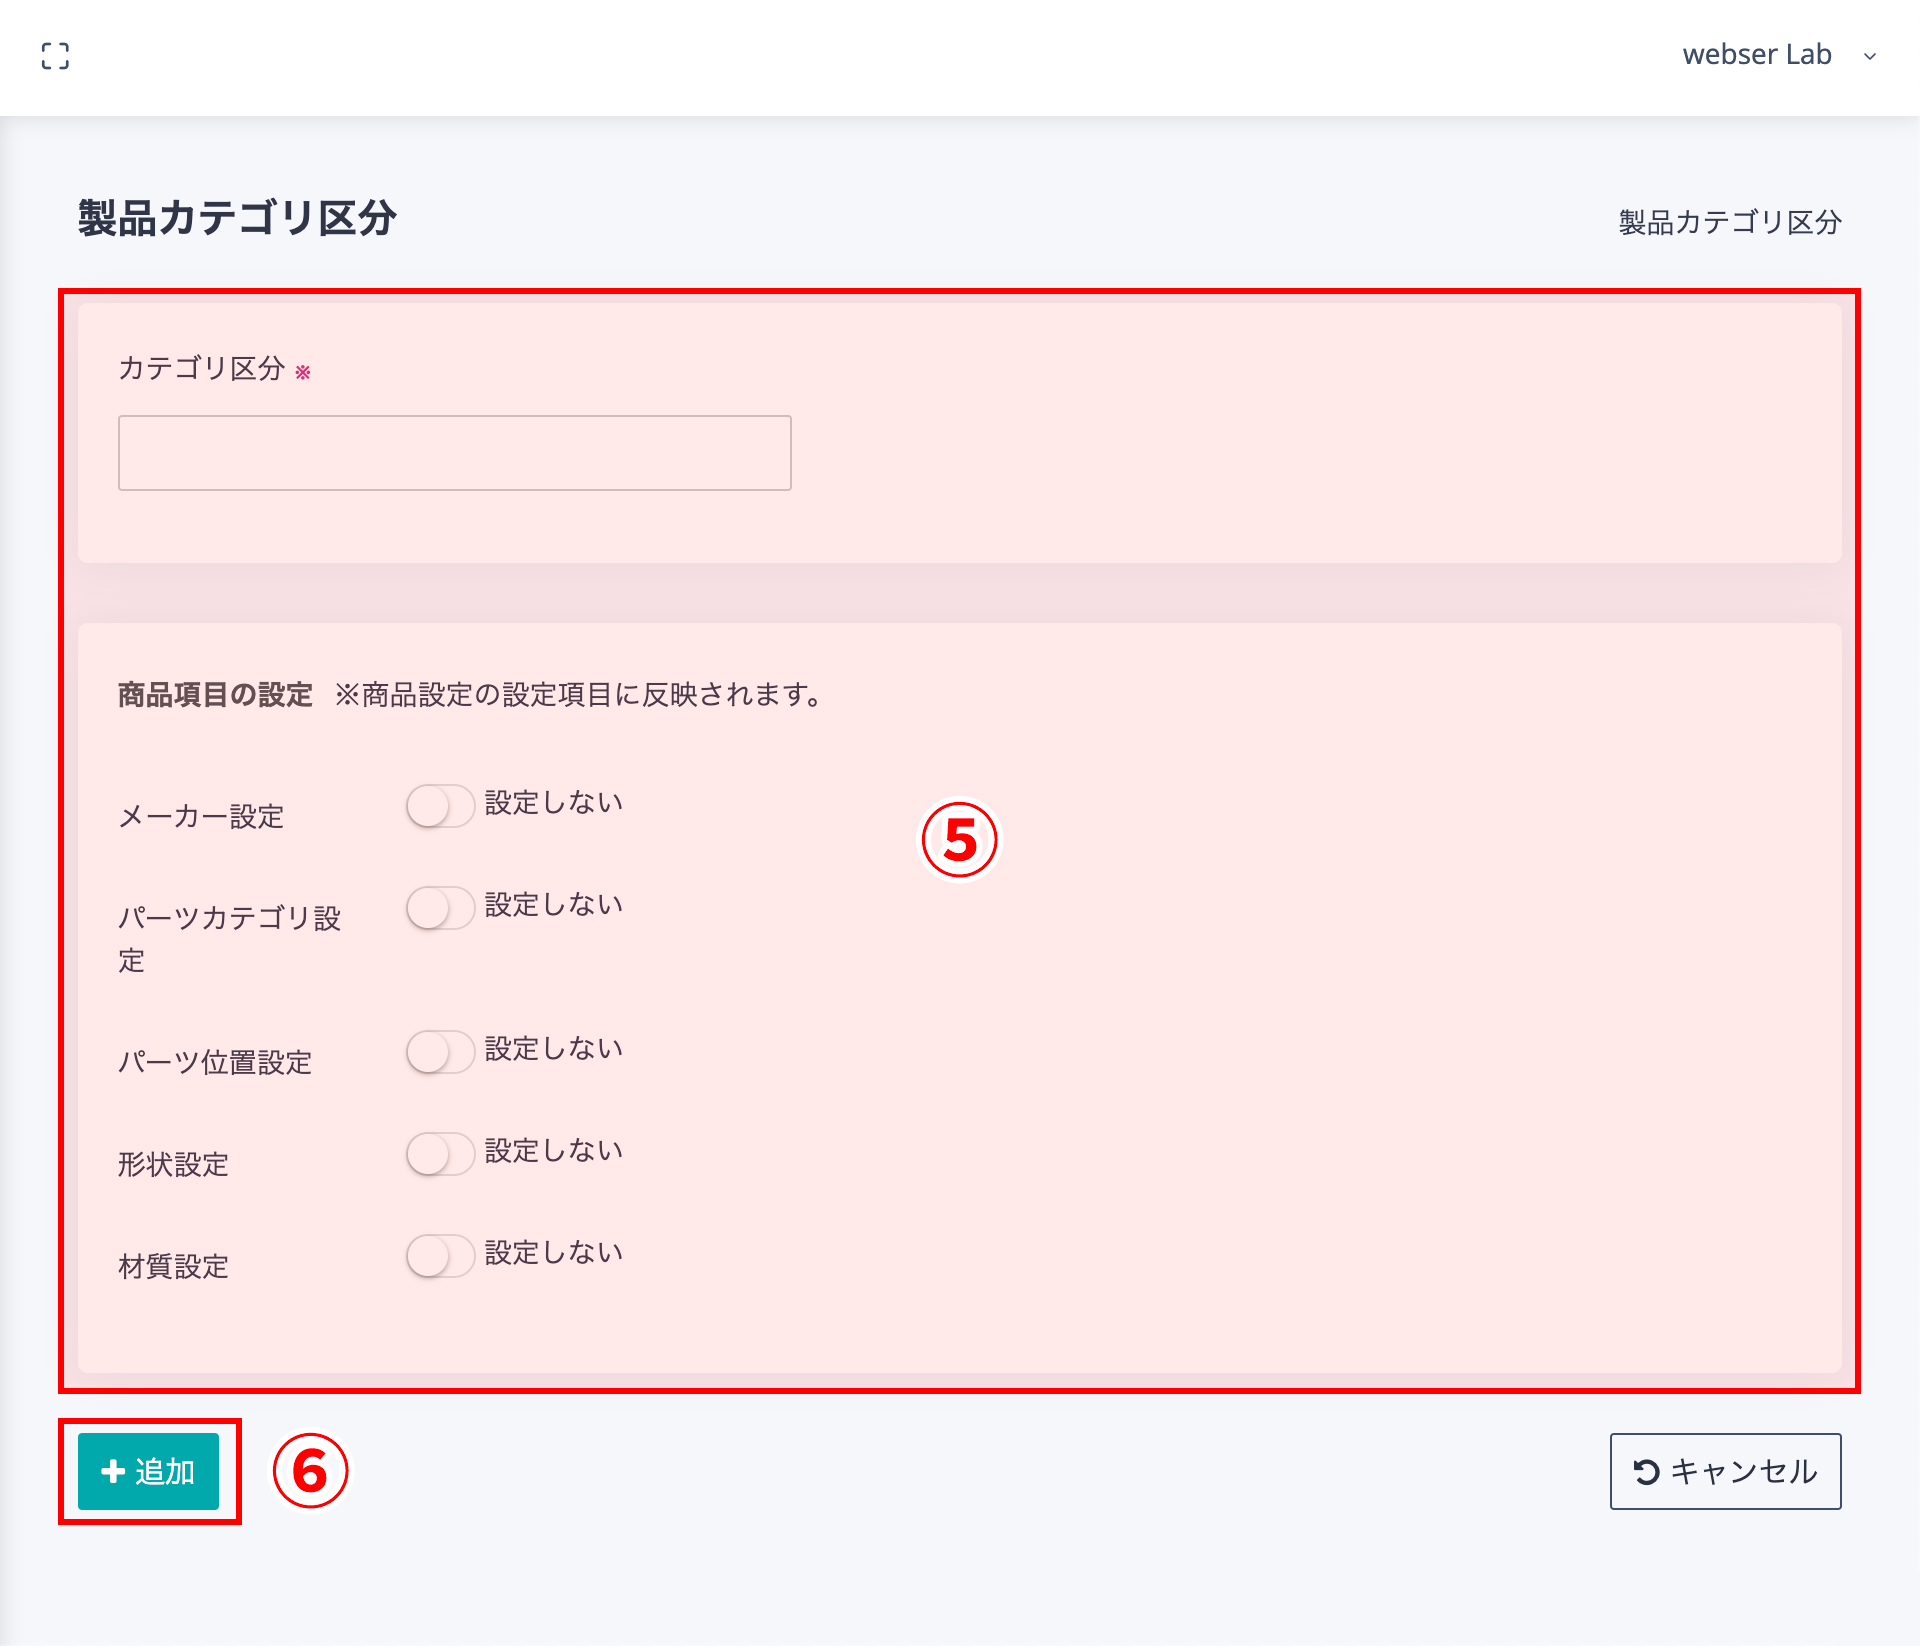 webser Lab
製品カテゴリ区分
製品カテゴリ区分
カテゴリ区分 ※
商品項目の設定 ※商品設定の設定項目に反映されます。
メーカー設定 設定しない
⑤
パーツカテゴリ設
定
設定しない
パーツ位置設定 設定しない
形状設定 設定しない
材質設定 設定しない
追加
⑥
キャンセル